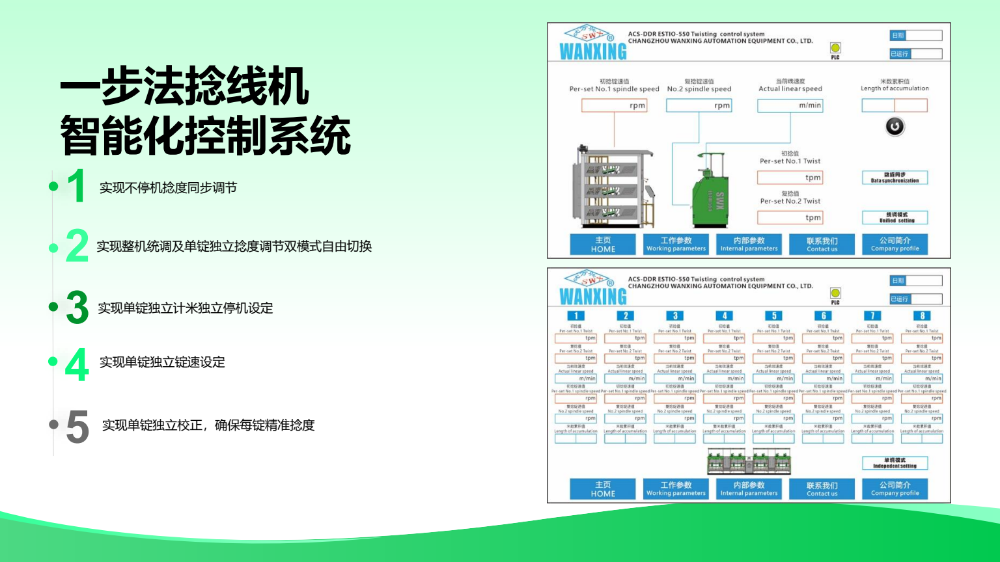 一步法捻线机
智能化控制系统
1 实现不停机捻度同步调节
2 实现整机统调及单锭独立捻度调节双模式自由切换
3 实现单锭独立计米独立停机设定
4 实现单锭独立锭速设定
5 实现单锭独立校正，确保每锭精准捻度
SWX ®
WANXING
ACS-DDR ESTIO-550 Twisting control system
CHANGZHOU WANXING AUTOMATION EQUIPMENT CO., LTD.
PLC
日期
已运行
初捻锭速值 复捻锭速值 当前线速度 米数累积值
Per-set No.1 spindle speed No.2 spindle speed Actual linear speed Length of accumulation
rpm rpm m/min
初捻值
Per-set No.1 Twist
tpm
数据同步
Data synchronization
复捻值
Per-set No.2 Twist
tpm
统调模式
Unified setting
SWX
主页 工作参数 内部参数 联系我们 公司简介
HOME Working parameters Internal parameters Contact us Company profile
SWX ®
WANXING
ACS-DDR ESTIO-550 Twisting control system
CHANGZHOU WANXING AUTOMATION EQUIPMENT CO., LTD.
PLC
日期
已运行
1 2 3 4 5 6 7 8
初捻值 初捻值 初捻值 初捻值 初捻值 初捻值 初捻值 初捻值
Per-set No.1 Twist Per-set No.1 Twist Per-set No.1 Twist Per-set No.1 Twist Per-set No.1 Twist Per-set No.1 Twist Per-set No.1 Twist Per-set No.1 Twist
tpm tpm tpm tpm tpm tpm tpm tpm
复捻值 复捻值 复捻值 复捻值 复捻值 复捻值 复捻值 复捻值
Per-set No.2 Twist Per-set No.2 Twist Per-set No.2 Twist Per-set No.2 Twist Per-set No.2 Twist Per-set No.2 Twist Per-set No.2 Twist Per-set No.2 Twist
tpm tpm tpm tpm tpm tpm tpm tpm
当前线速度 当前线速度 当前线速度 当前线速度 当前线速度 当前线速度 当前线速度 当前线速度
Actual linear speed Actual linear speed Actual linear speed Actual linear speed Actual linear speed Actual linear speed Actual linear speed Actual linear speed
m/min m/min m/min m/min m/min m/min m/min m/min
初捻锭速值 初捻锭速值 初捻锭速值 初捻锭速值 初捻锭速值 初捻锭速值 初捻锭速值 初捻锭速值
Per-set No.1 spindle speed Per-set No.1 spindle speed Per-set No.1 spindle speed Per-set No.1 spindle speed Per-set No.1 spindle speed Per-set No.1 spindle speed Per-set No.1 spindle speed Per-set No.1 spindle speed
rpm rpm rpm rpm rpm rpm rpm rpm
复捻锭速值 复捻锭速值 复捻锭速值 复捻锭速值 复捻锭速值 复捻锭速值 复捻锭速值 复捻锭速值
No.2 spindle speed No.2 spindle speed No.2 spindle speed No.2 spindle speed No.2 spindle speed No.2 spindle speed No.2 spindle speed No.2 spindle speed
rpm rpm rpm rpm rpm rpm rpm rpm
米数累积值 米数累积值 米数累积值 米数累积值 米数累积值 米数累积值 米数累积值
Length of accumulation Length of accumulation Length of accumulation Length of accumulation Length of accumulation Length of accumulation Length of accumulation Length of accumulation
单调模式
Indepedent setting
主页 工作参数 内部参数 联系我们 公司简介
HOME Working parameters Internal parameters Contact us Company profile